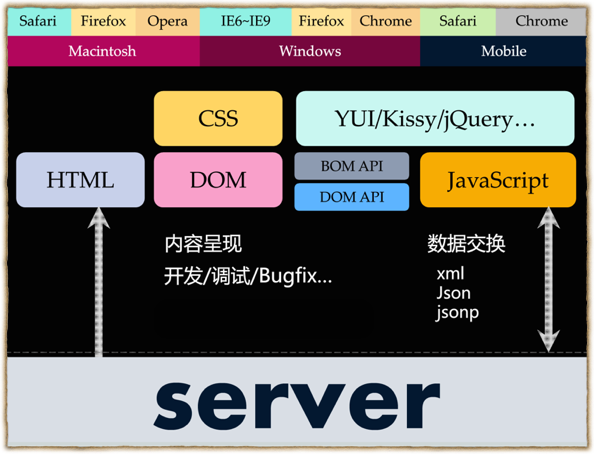 Safari Firefox Opera IE6~IE9 Firefox Chrome Safari Chrome
Macintosh Windows Mobile
CSS YUI/Kissy/jQuery...
HTML DOM BOM API DOM API JavaScript
内容呈现
开发/调试/Bugfix...
数据交换
xml
Json
jsonp
server